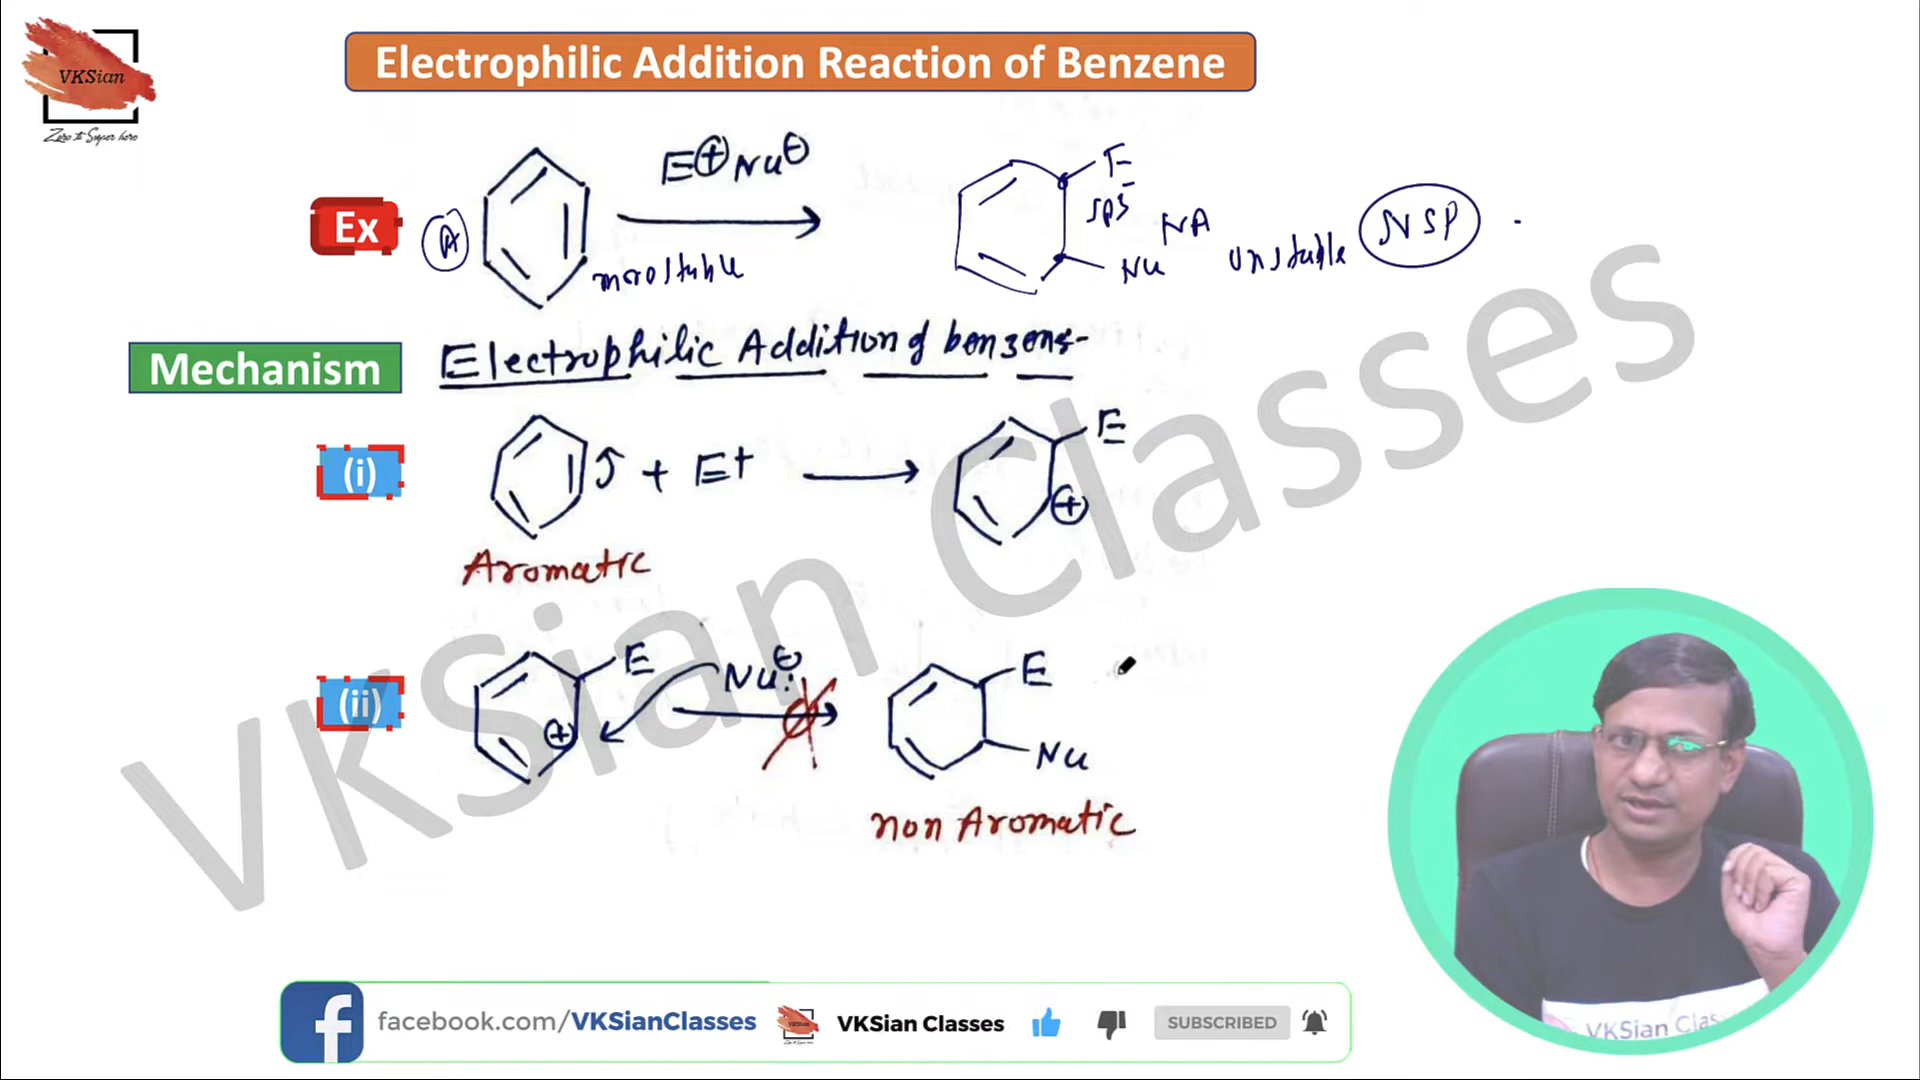 VKSian
Zero to Super hero
Electrophilic Addition Reaction of Benzene
E⊕ Nu⊖
Ex
A
more stable
E
sp3
Nu
NA
unstable
NSP
Mechanism
Electrophilic Addition of benzene-
(i)
+ E+
E
⊕
Aromatic
(ii)
E
⊕
Nu:⊖
E
Nu
non Aromatic
VKSian Classes
facebook.com/VKSianClasses
VKSian
VKSian Classes
SUBSCRIBED
VKSian Clas